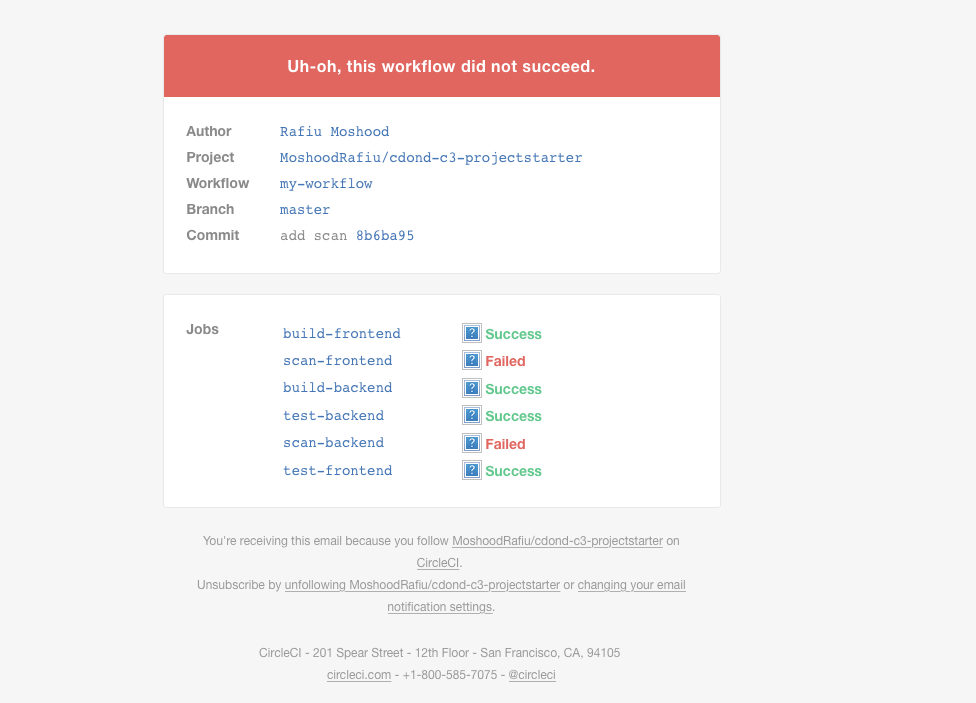 Uh-oh, this workflow did not succeed.
Author Rafiu Moshood
Project MoshoodRafiu/cdond-c3-projectstarter
Workflow my-workflow
Branch master
Commit add scan 8b6ba95
Jobs
build-frontend ? Success
scan-frontend ? Failed
build-backend ? Success
test-backend ? Success
scan-backend ? Failed
test-frontend ? Success
You're receiving this email because you follow MoshoodRafiu/cdond-c3-projectstarter on
CircleCI.
Unsubscribe by unfollowing MoshoodRafiu/cdond-c3-projectstarter or changing your email
notification settings.
CircleCI - 201 Spear Street - 12th Floor - San Francisco, CA, 94105
circleci.com - +1-800-585-7075 - @circleci